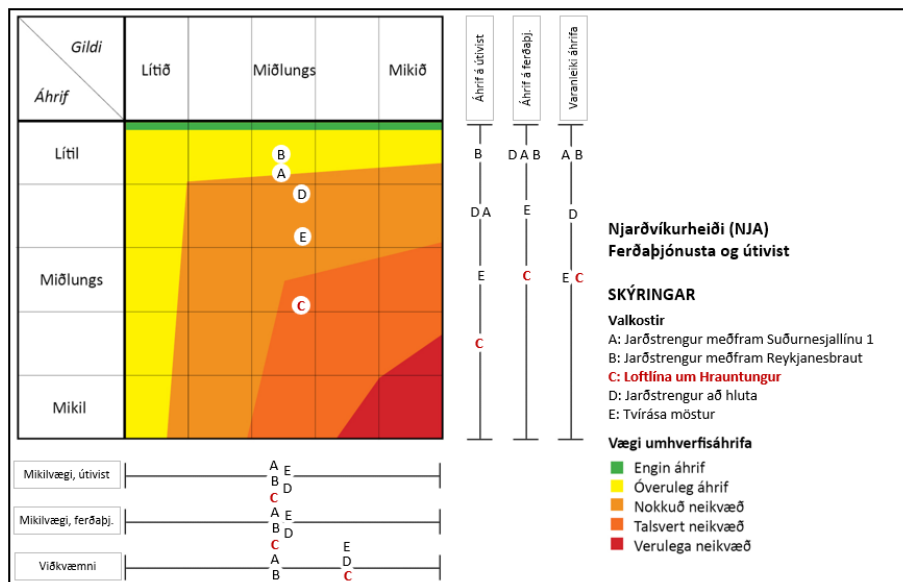 Gildi
Áhrif
Lítið
Miðlungs
Mikið
Lítil
Miðlungs
Mikil
B
A
D
E
C
Áhrif á útivist
Áhrif á ferðaþj.
Varanleiki áhrifa
B
D A
E
C
D A B
E
C
A B
D
E C
Mikilvægi, útivist
A E
B D
C
Mikilvægi, ferðaþj.
A E
B D
C
Viðkvæmni
E
A D
B C
Njarðvíkurheiði (NJA)
Ferðaþjónusta og útivist
SKÝRINGAR
Valkostir
A: Jarðstrengur meðfram Suðurnesjallínu 1
B: Jarðstrengur meðfram Reykjanesbraut
C: Loftlína um Hrauntungur
D: Jarðstrengur að hluta
E: Tvírása möstur
Vægi umhverfisáhrifa
Engin áhrif
Óveruleg áhrif
Nokkuð neikvæð
Talsvert neikvæð
Verulega neikvæð